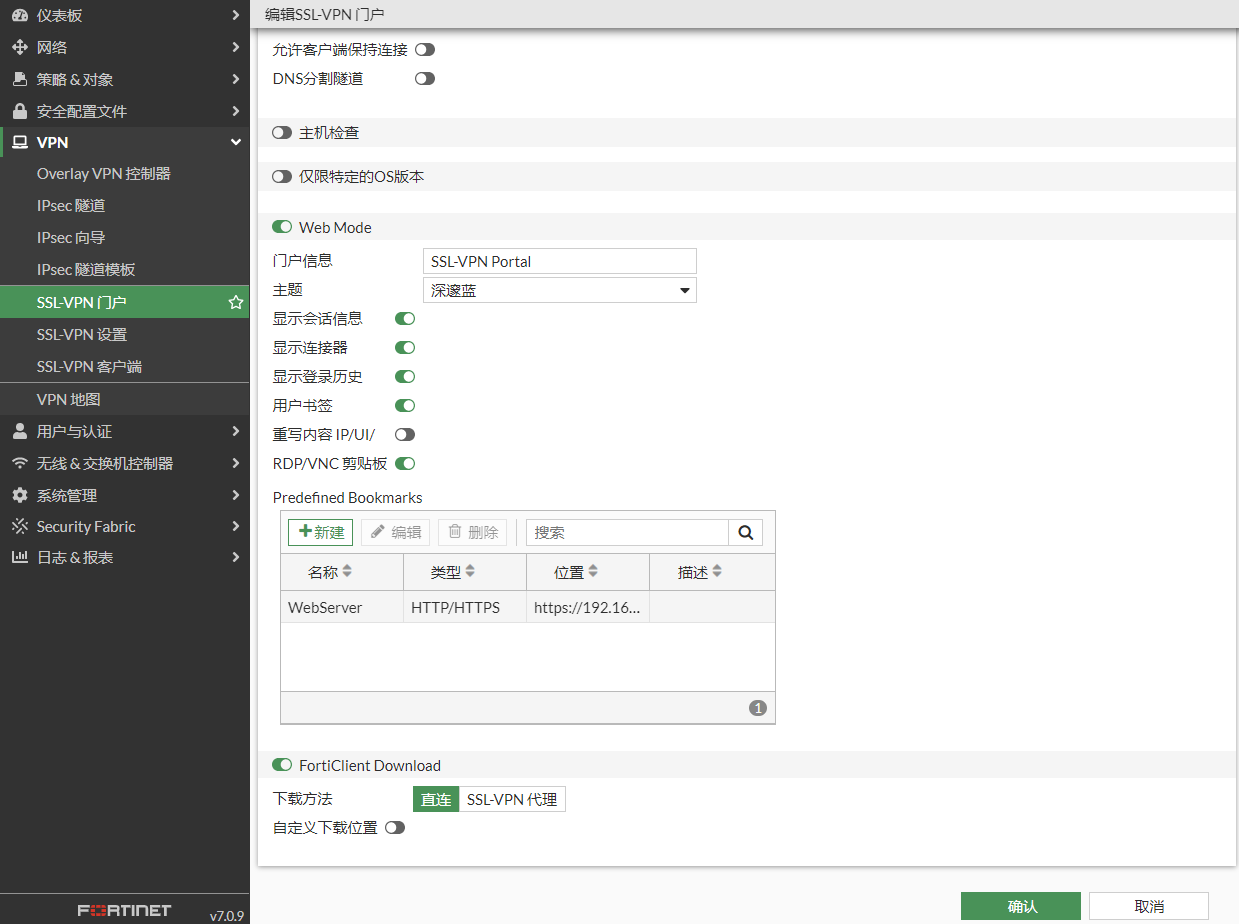 仪表板
网络
策略 & 对象
安全配置文件
VPN
Overlay VPN 控制器
IPsec 隧道
IPsec 向导
IPsec 隧道模板
SSL-VPN 门户
SSL-VPN 设置
SSL-VPN 客户端
VPN 地图
用户与认证
无线 & 交换机控制器
系统管理
Security Fabric
日志 & 报表
FORTINET
v7.0.9
编辑SSL-VPN 门户
允许客户端保持连接
DNS分割隧道
主机检查
仅限特定的OS版本
Web Mode
门户信息 SSL-VPN Portal
主题 深邃蓝
显示会话信息
显示连接器
显示登录历史
用户书签
重写内容 IP/UI/
RDP/VNC 剪贴板
Predefined Bookmarks
新建 编辑 删除 搜索
名称 类型 位置 描述
WebServer HTTP/HTTPS https://192.16...
1
FortiClient Download
下载方法 直连 SSL-VPN 代理
自定义下载位置
确认 取消